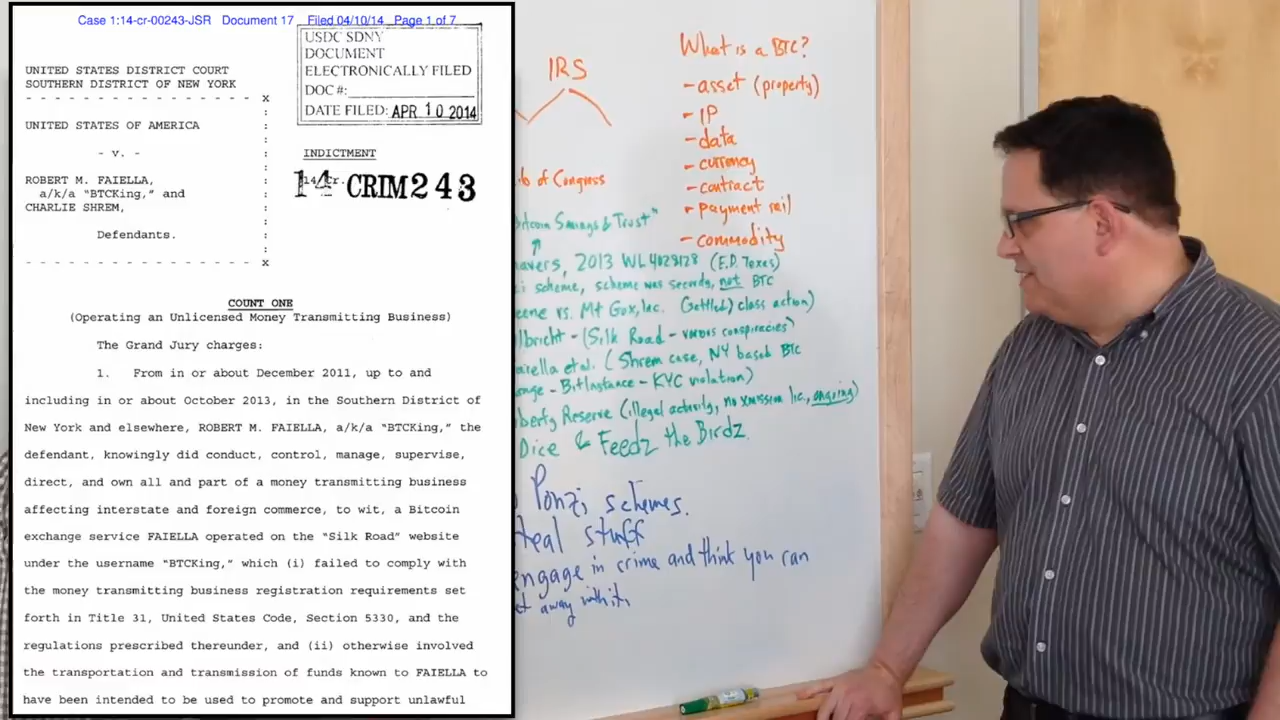 Case 1:14-cr-00243-JSR Document 17 Filed 04/10/14 Page 1 of 7
USDC SDNY
DOCUMENT
ELECTRONICALLY FILED
DOC #:
DATE FILED: APR 10 2014
UNITED STATES DISTRICT COURT
SOUTHERN DISTRICT OF NEW YORK
- - - - - - - - - - - - - - - - - x
UNITED STATES OF AMERICA
- v. -
INDICTMENT
14 Cr.
14 CRIM 243
ROBERT M. FAIELLA,
a/k/a "BTCKing," and
CHARLIE SHREM,
Defendants.
- - - - - - - - - - - - - - - - - x
COUNT ONE
(Operating an Unlicensed Money Transmitting Business)
The Grand Jury charges:
1. From in or about December 2011, up to and
including in or about October 2013, in the Southern District of
New York and elsewhere, ROBERT M. FAIELLA, a/k/a "BTCKing," the
defendant, knowingly did conduct, control, manage, supervise,
direct, and own all and part of a money transmitting business
affecting interstate and foreign commerce, to wit, a Bitcoin
exchange service FAIELLA operated on the "Silk Road" website
under the username "BTCKing," which (i) failed to comply with
the money transmitting business registration requirements set
forth in Title 31, United States Code, Section 5330, and the
regulations prescribed thereunder, and (ii) otherwise involved
the transportation and transmission of funds known to FAIELLA to
have been intended to be used to promote and support unlawful
IRS
of Congress
What is a BTC?
- asset (property)
- IP
- data
- currency
- contract
- payment rail
- commodity
itcoin Savings & Trust"
avers, 2013 WL 4028128 (E.D. Texas)
i scheme, scheme was secords, not BTC
eene vs. Mt Gox, Inc. (settled) class action)
lbricht - (Silk Road - various conspiracies)
aiella et al. (Shrem case, NY based BTC
ange - BitInstance - KYC violation)
iberty Reserve (illegal activity, no xmission lic., ongoing)
Dice & Feedz the Birdz
Ponzi schemes.
teal stuff
engage in crime and think you can
et away with it.